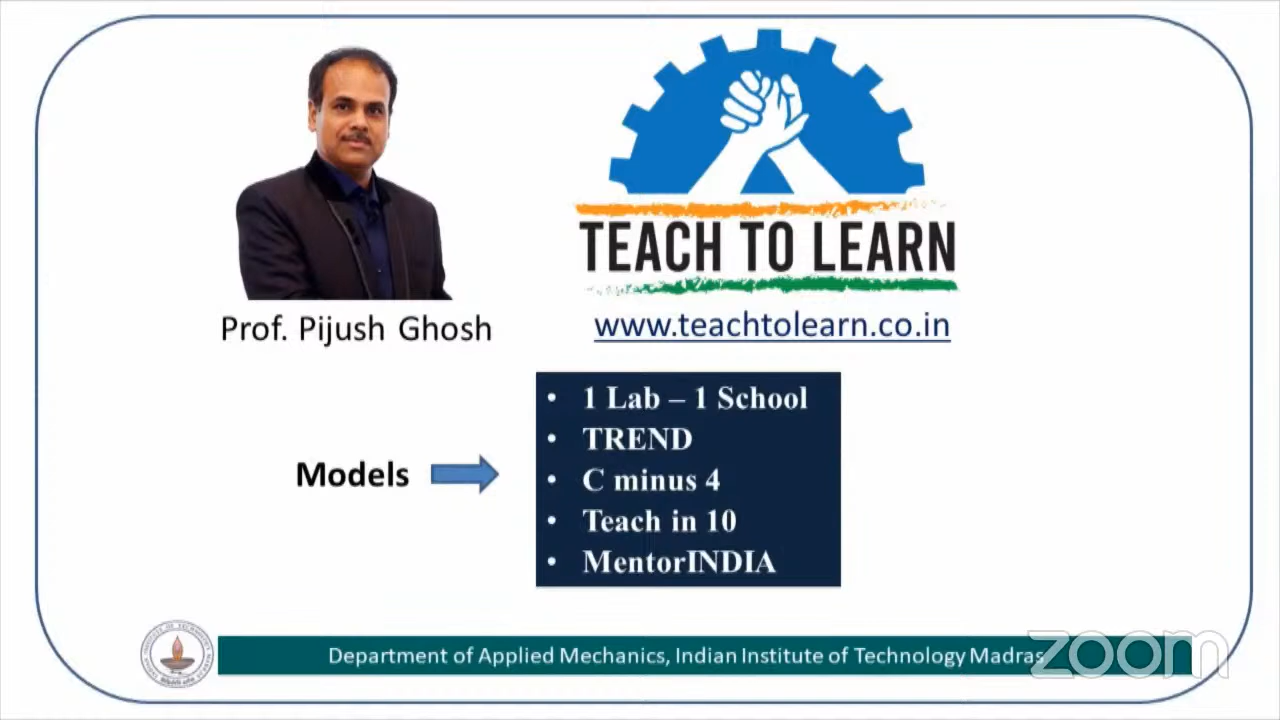 TEACH TO LEARN
Prof. Pijush Ghosh
www.teachtolearn.co.in
Models
• 1 Lab – 1 School
• TREND
• C minus 4
• Teach in 10
• MentorINDIA
Department of Applied Mechanics, Indian Institute of Technology Madras
zoom